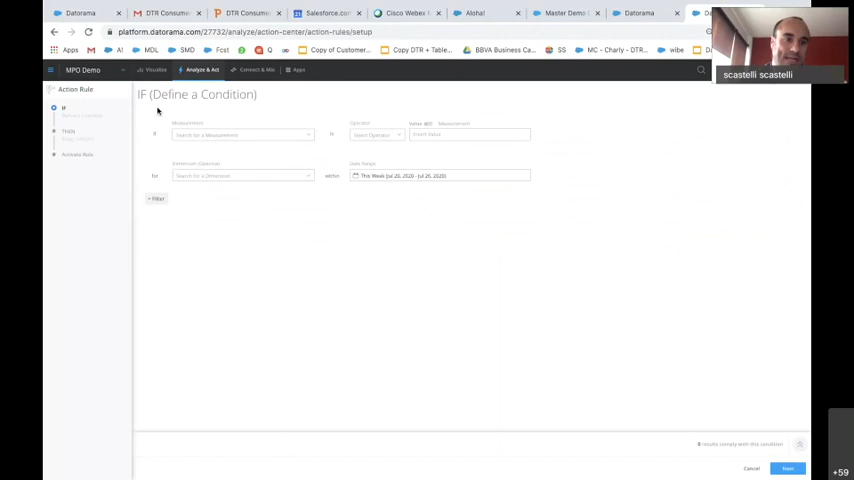 Datorama
DTR Consumer
DTR Consume
Salesforce.com
Cisco Webex
Aloha!
Master Demo
Datorama
platform.datorama.com/27732/analyze/action-center/action-rules/setup
Apps
MDL
SMD
Fcst
Q
Copy of Customer...
Copy DTR + Table...
BBVA Business Ca...
SS
MC - Charly - DTR...
wibe
scastelli scastelli
MPO Demo
Visualize
Analyze & Act
Connect & Mix
Apps
Action Rule
IF (Define a Condition)
IF
THEN
Activate Rule
Measurement
Operator
Value
Measurement
If
Search for a Measurement
is
Select Operator
Insert Value
Dimension (Optional)
Date Range
for
Search for a Dimension
within
This Week (Jul 20, 2020 - Jul 26, 2020)
+ Filter
0 results comply with this condition
Cancel
Next
+59